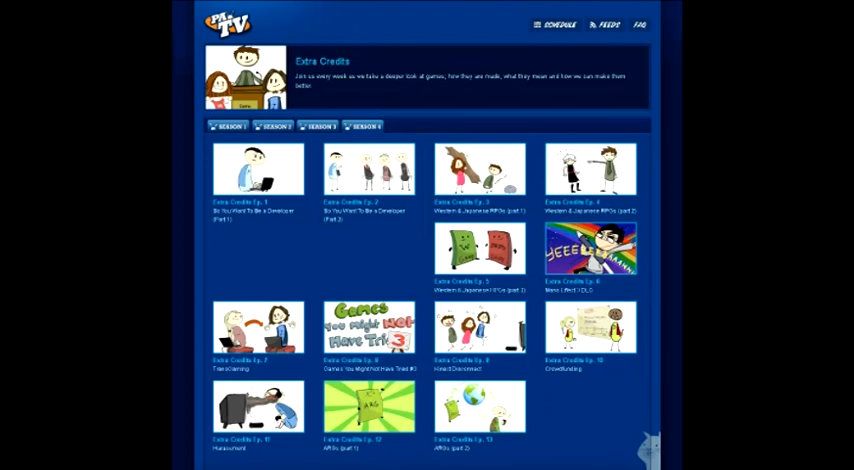 PA TV
SCHEDULE
FEEDS
FAQ
Extra Credits
Join us every week as we take a deeper look at games; how they are made, what they mean and how we can make them
better.
SEASON 1
SEASON 2
SEASON 3
SEASON 4
Extra Credits Ep. 1
So You Want To Be a Developer
(Part 1)
Extra Credits Ep. 2
So You Want To Be a Developer
(Part 2)
Extra Credits Ep. 3
Western & Japanese RPGs (part 1)
Extra Credits Ep. 4
Western & Japanese RPGs (part 2)
Extra Credits Ep. 5
Western & Japanese RPGs (part 3)
Extra Credits Ep. 6
Mass Effect 3 DLC
Extra Credits Ep. 7
Games
You Might Not
Have Tried
3
Extra Credits Ep. 8
Games You Might Not Have Tried #3
Extra Credits Ep. 9
Kinect Disconnect
Extra Credits Ep. 10
Crowdfunding
Extra Credits Ep. 11
Harassment
ARG
Extra Credits Ep. 12
ARGs (part 1)
Extra Credits Ep. 13
ARGs (part 2)